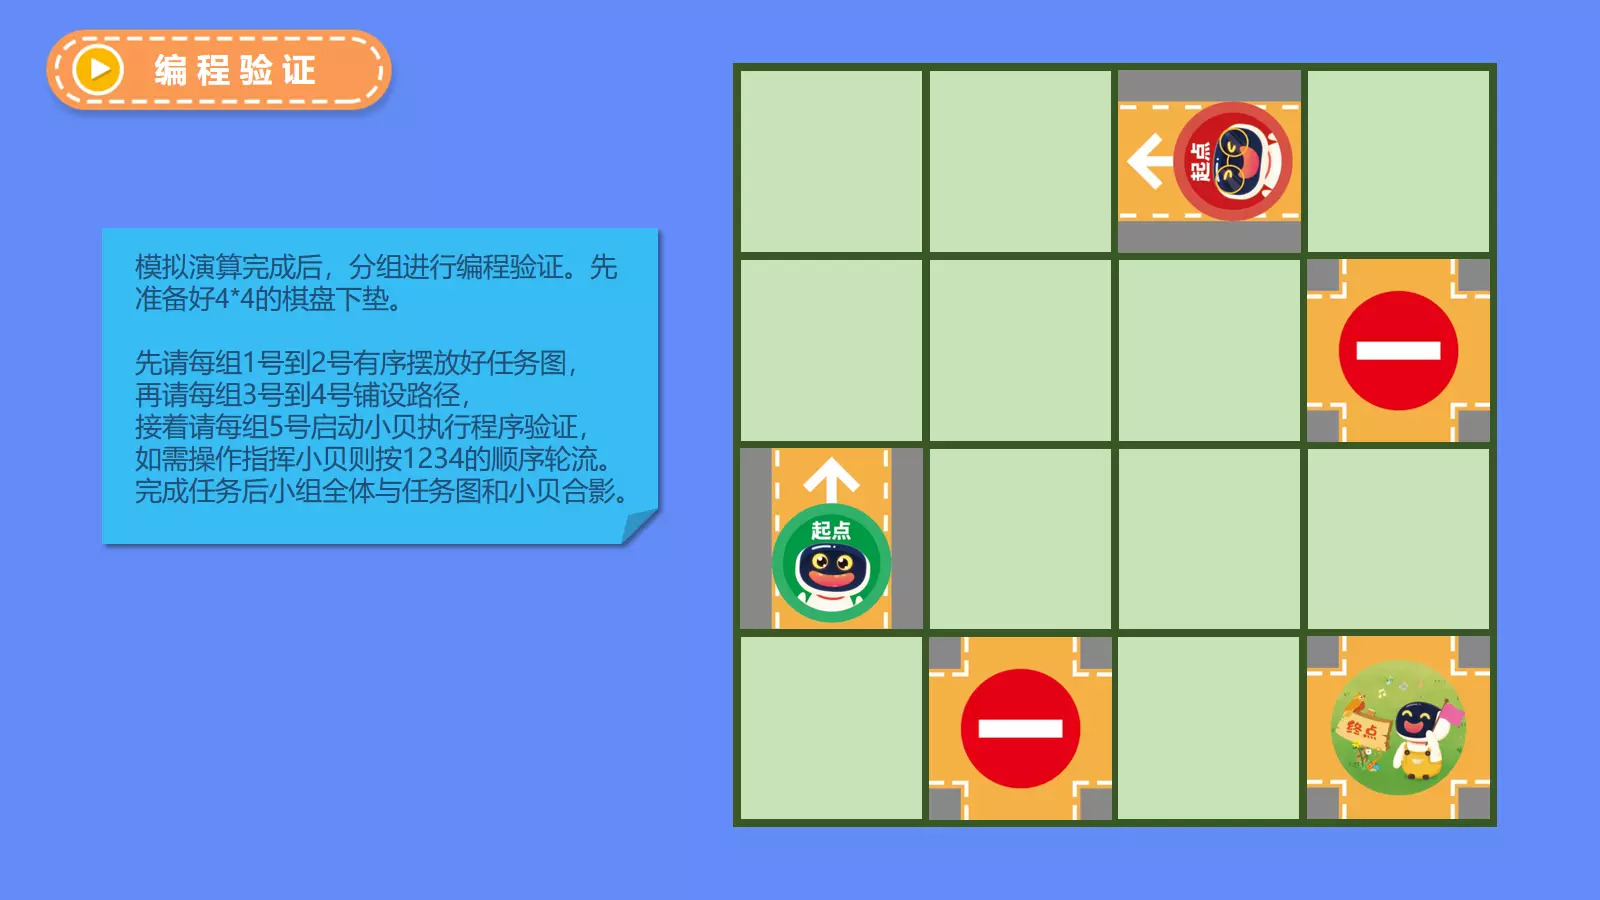 编程验证
模拟演算完成后，分组进行编程验证。先
准备好4*4的棋盘下垫。
先请每组1号到2号有序摆放好任务图，
再请每组3号到4号铺设路径，
接着请每组5号启动小贝执行程序验证，
如需操作指挥小贝则按1234的顺序轮流。
完成任务后小组全体与任务图和小贝合影。
起点
起点
终点